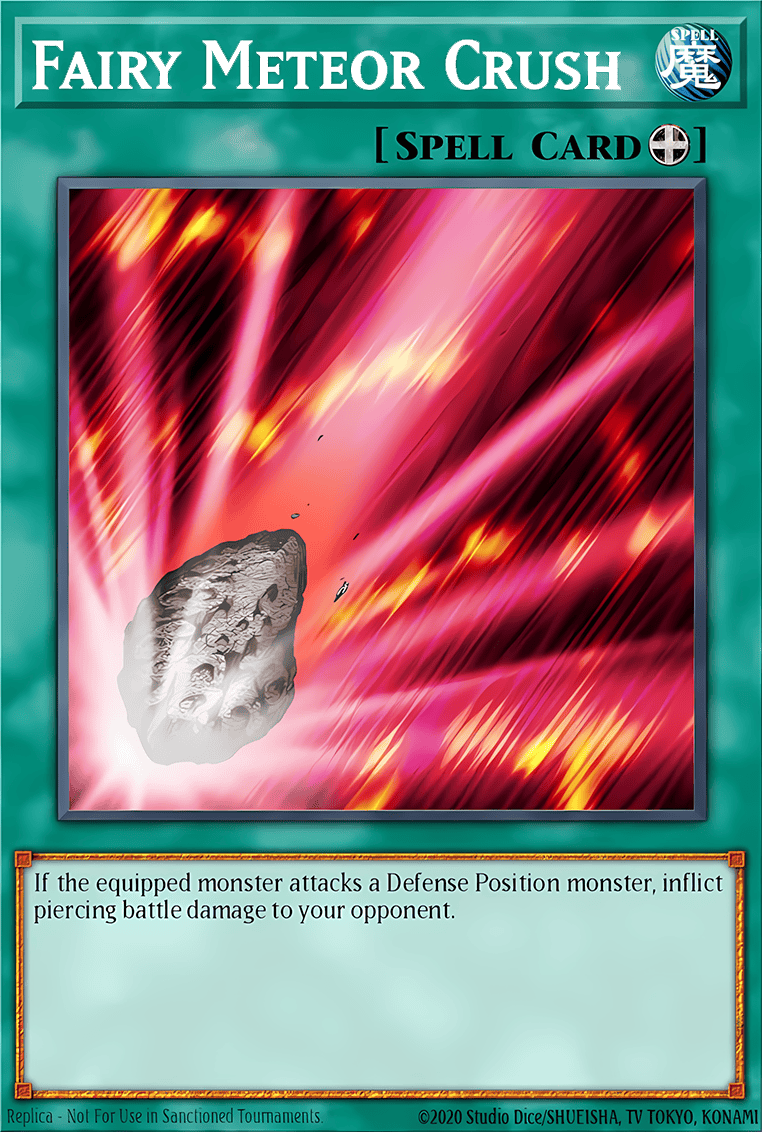 Fairy Meteor Crush
SPELL
魔
[Spell Card]
If the equipped monster attacks a Defense Position monster, inflict
piercing battle damage to your opponent.
Replica - Not For Use in Sanctioned Tournaments.
©2020 Studio Dice/SHUEISHA, TV TOKYO, KONAMI